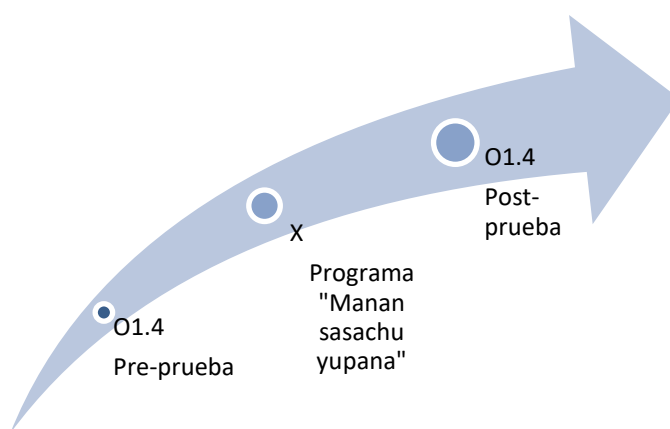 O1.4
Pre-prueba
X
Programa
"Manan
sasachu
yupana"
O1.4
Post-
prueba